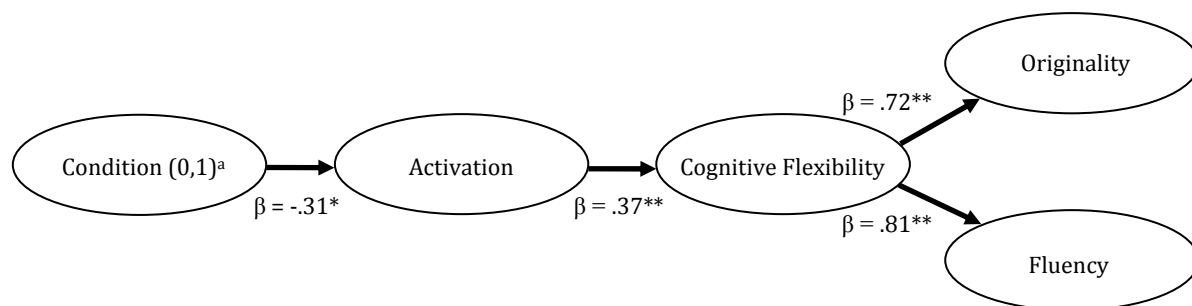 Originality
β = .72**
Condition (0,1)ᵃ
Activation
Cognitive Flexibility
β = -.31*
β = .37**
β = .81**
Fluency